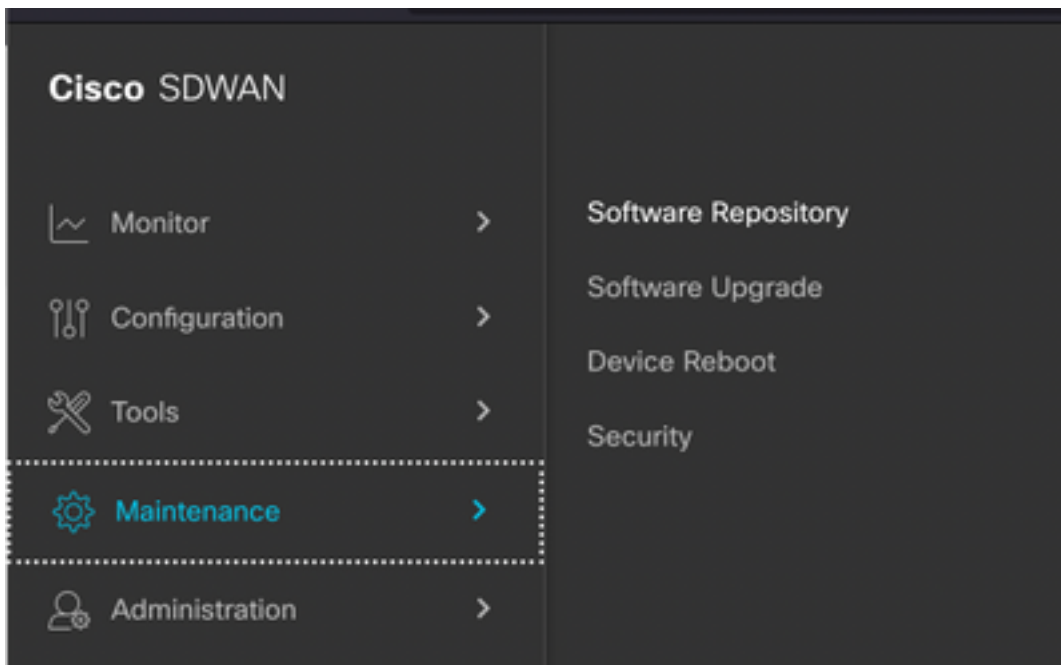 Cisco SDWAN
Monitor
Configuration
Tools
Maintenance
Administration
Software Repository
Software Upgrade
Device Reboot
Security